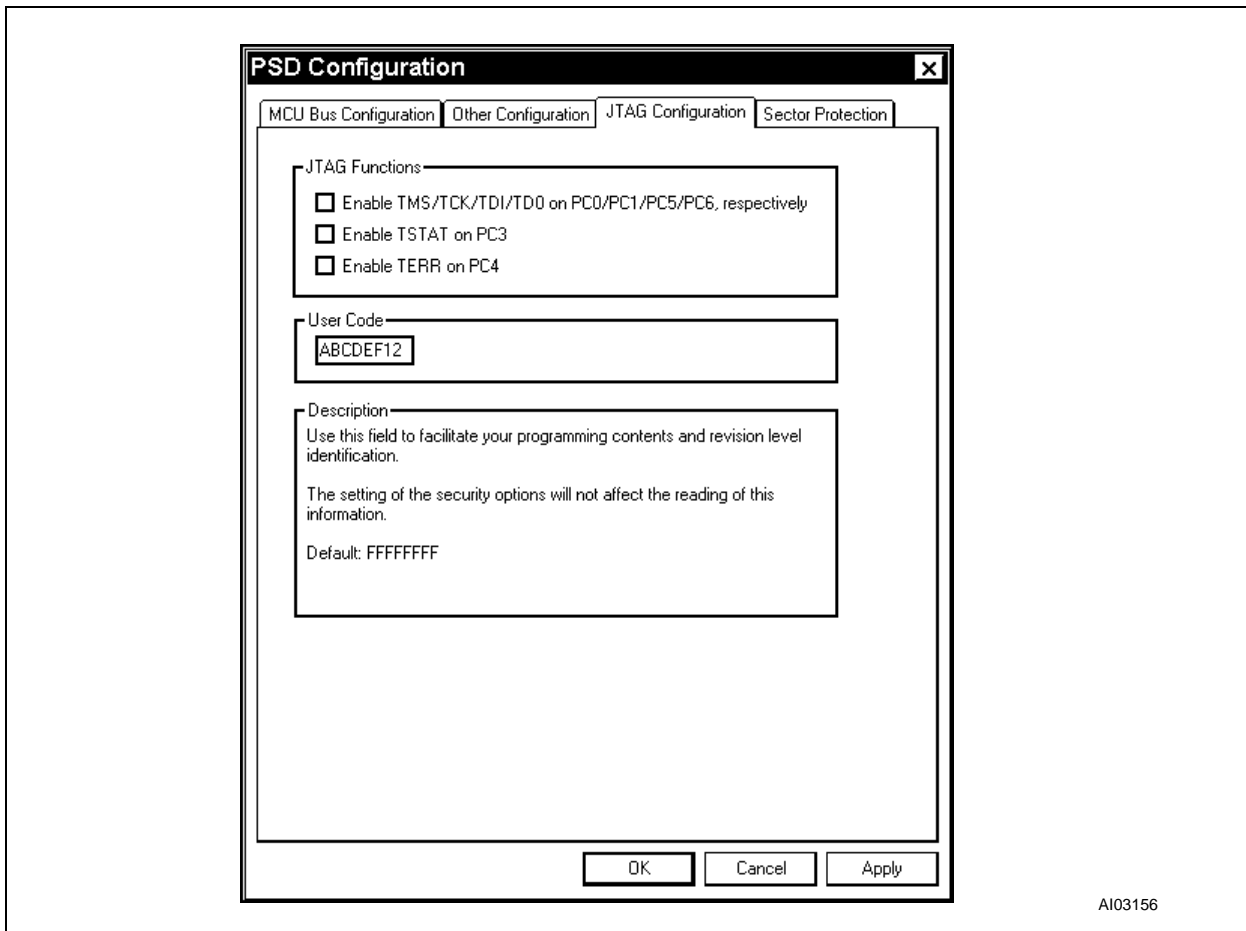 PSD Configuration
MCU Bus Configuration
Other Configuration
JTAG Configuration
Sector Protection
JTAG Functions
Enable TMS/TCK/TDI/TD0 on PC0/PC1/PC5/PC6, respectively
Enable TSTAT on PC3
Enable TERR on PC4
User Code
ABCDEF12
Description
Use this field to facilitate your programming contents and revision level
identification.
The setting of the security options will not affect the reading of this
information.
Default: FFFFFFFF
OK
Cancel
Apply
AI03156